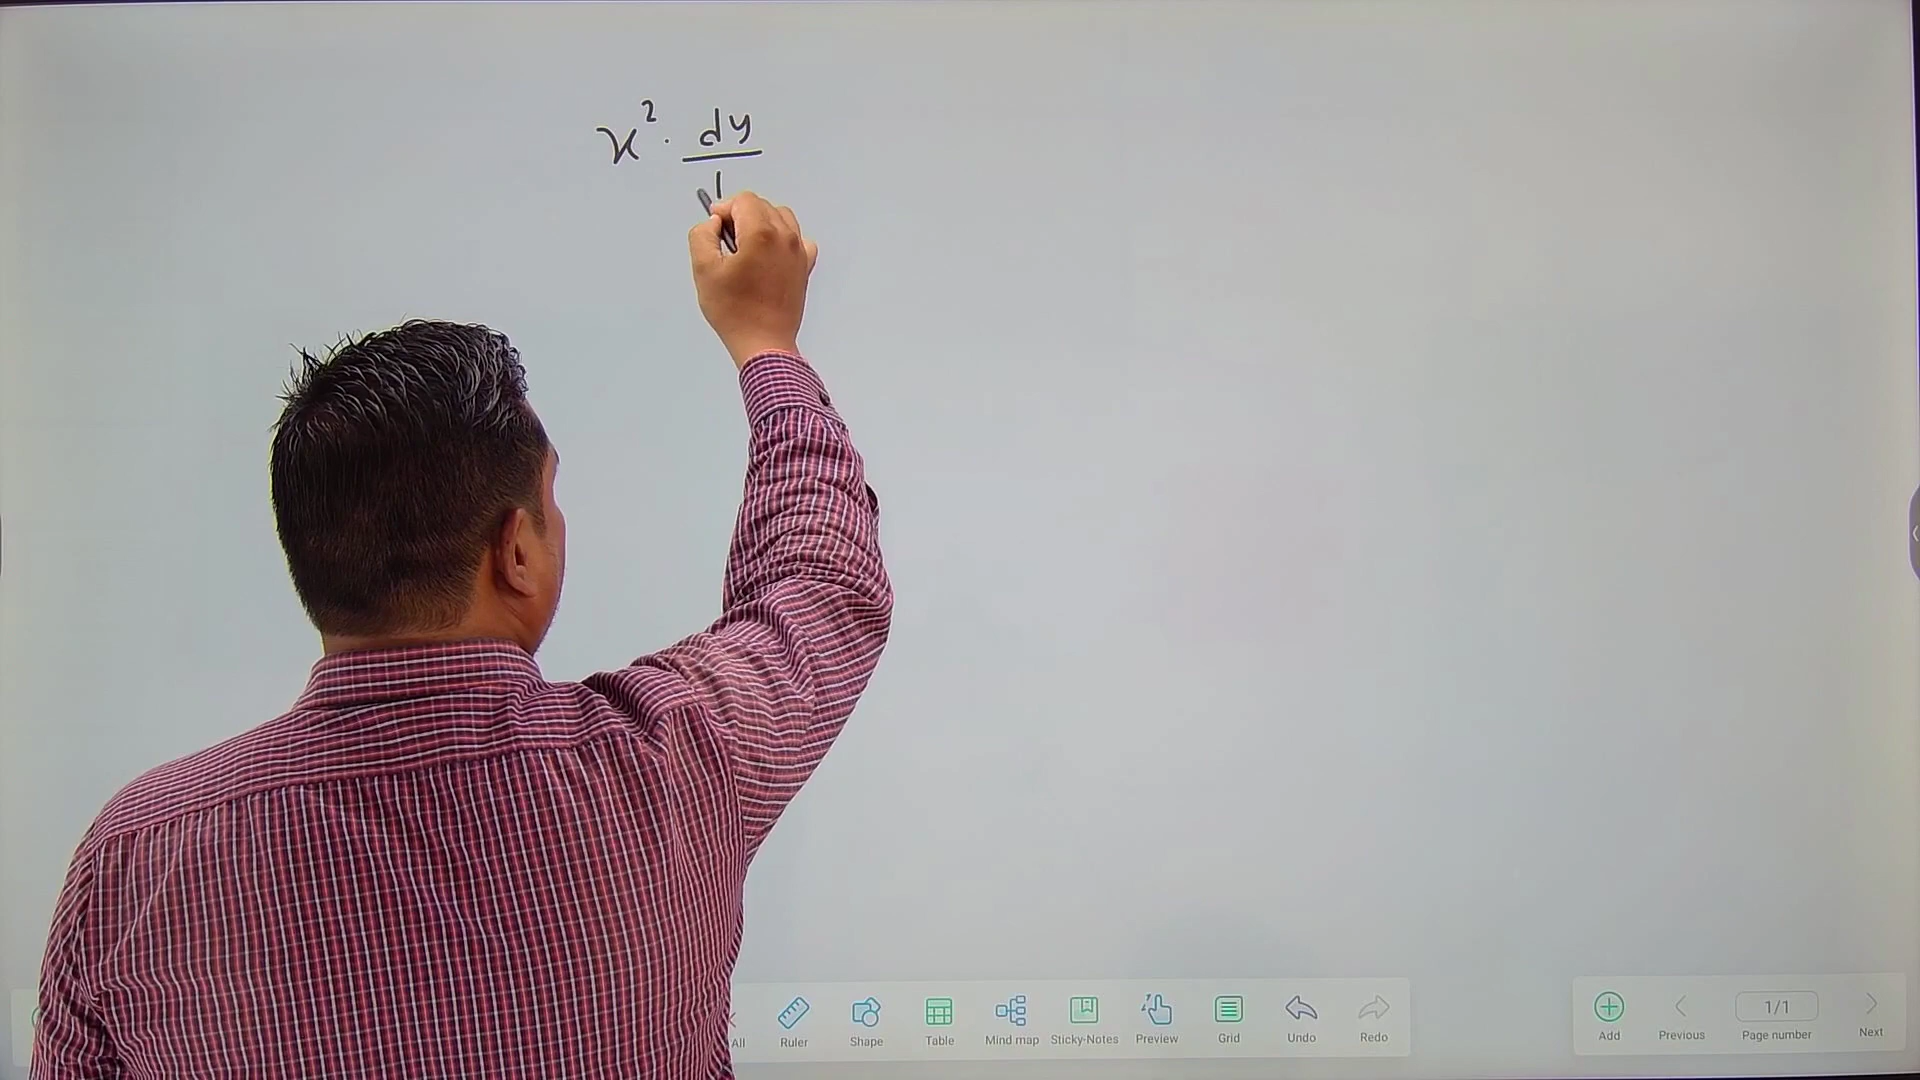 x² · dy
All Ruler Shape Table Mind map Sticky-Notes Preview Grid Undo Redo
Add Previous 1/1 Page number Next